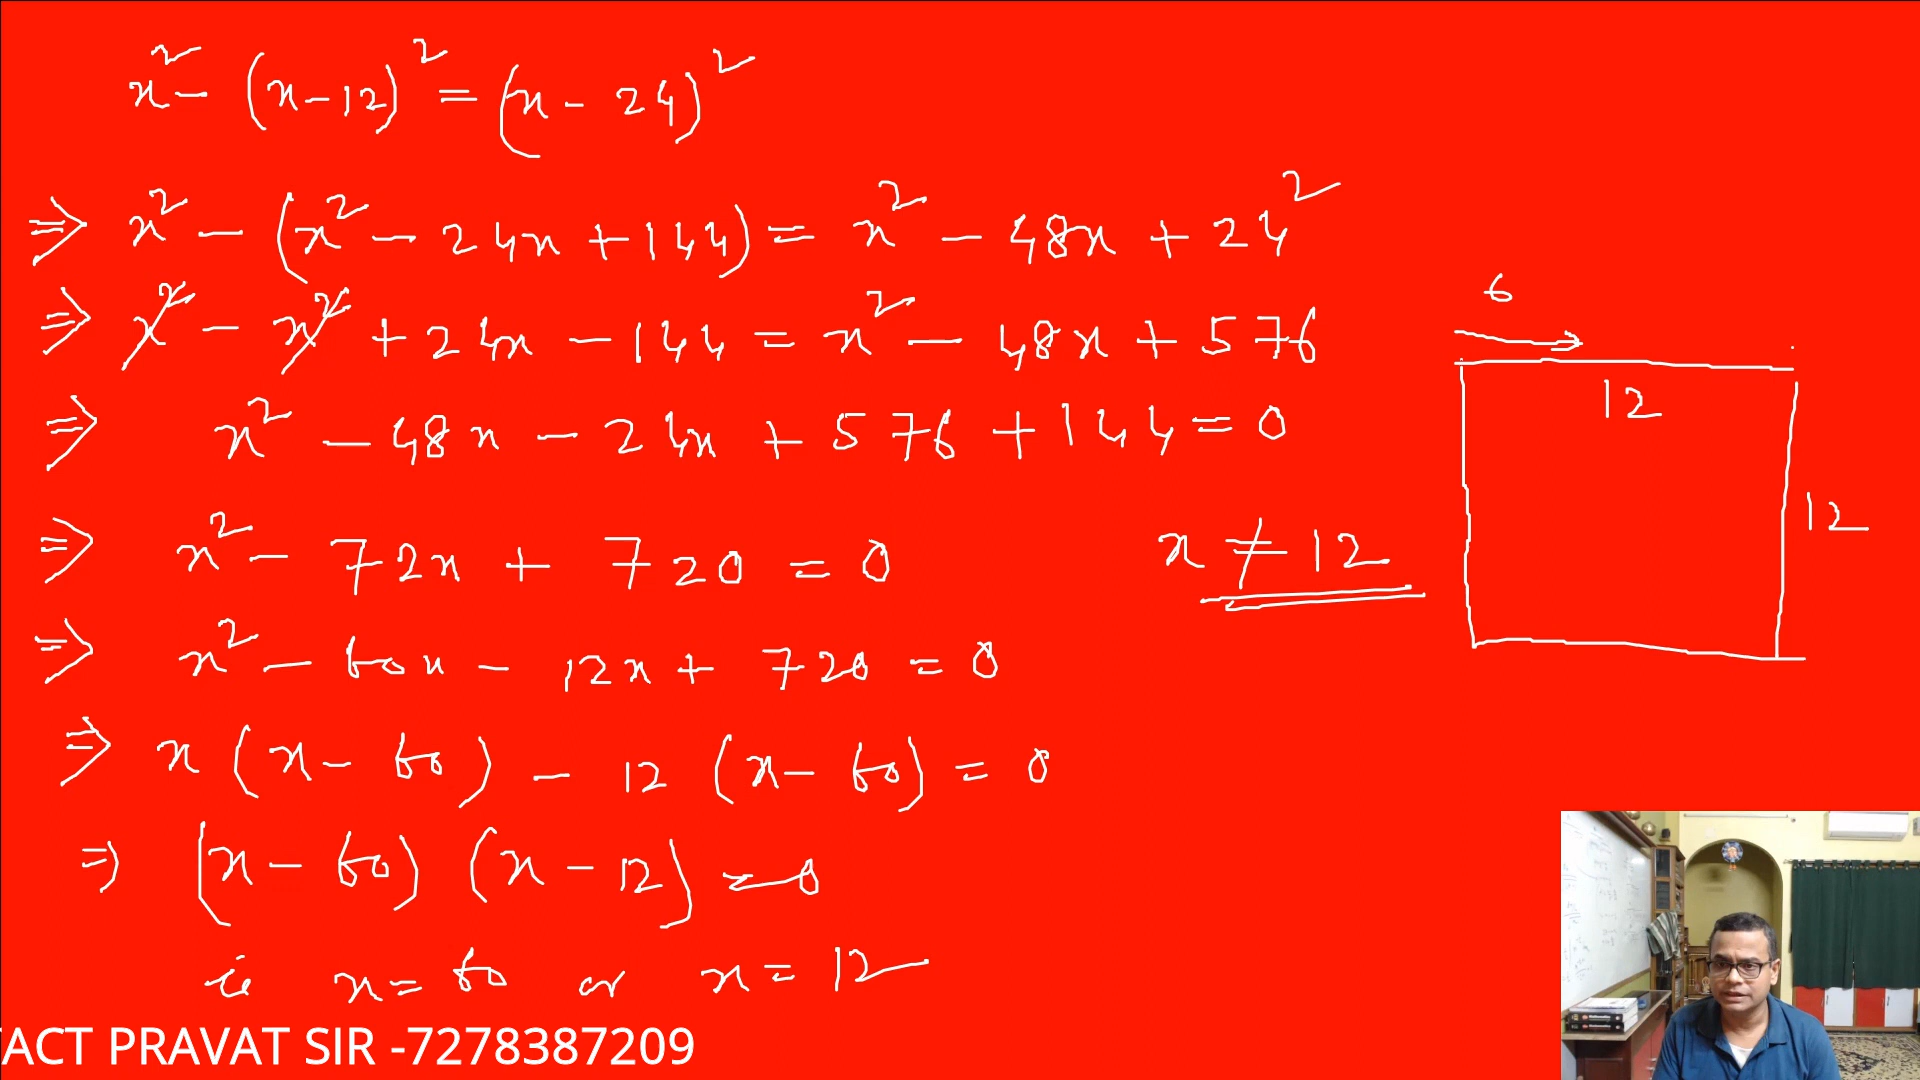 x² - (x-12)² = (x - 24)²
⇒ x² - (x² - 24x + 144) = x² - 48x + 24²
⇒ x² - x² + 24x - 144 = x² - 48x + 576
⇒ x² - 48x - 24x + 576 + 144 = 0
⇒ x² - 72x + 720 = 0
⇒ x² - 60x - 12x + 720 = 0
⇒ x (x - 60) - 12 (x - 60) = 0
⇒ (x - 60) (x - 12) = 0
ie x = 60 or x = 12
x ≠ 12
6
12
12
ACT PRAVAT SIR -7278387209